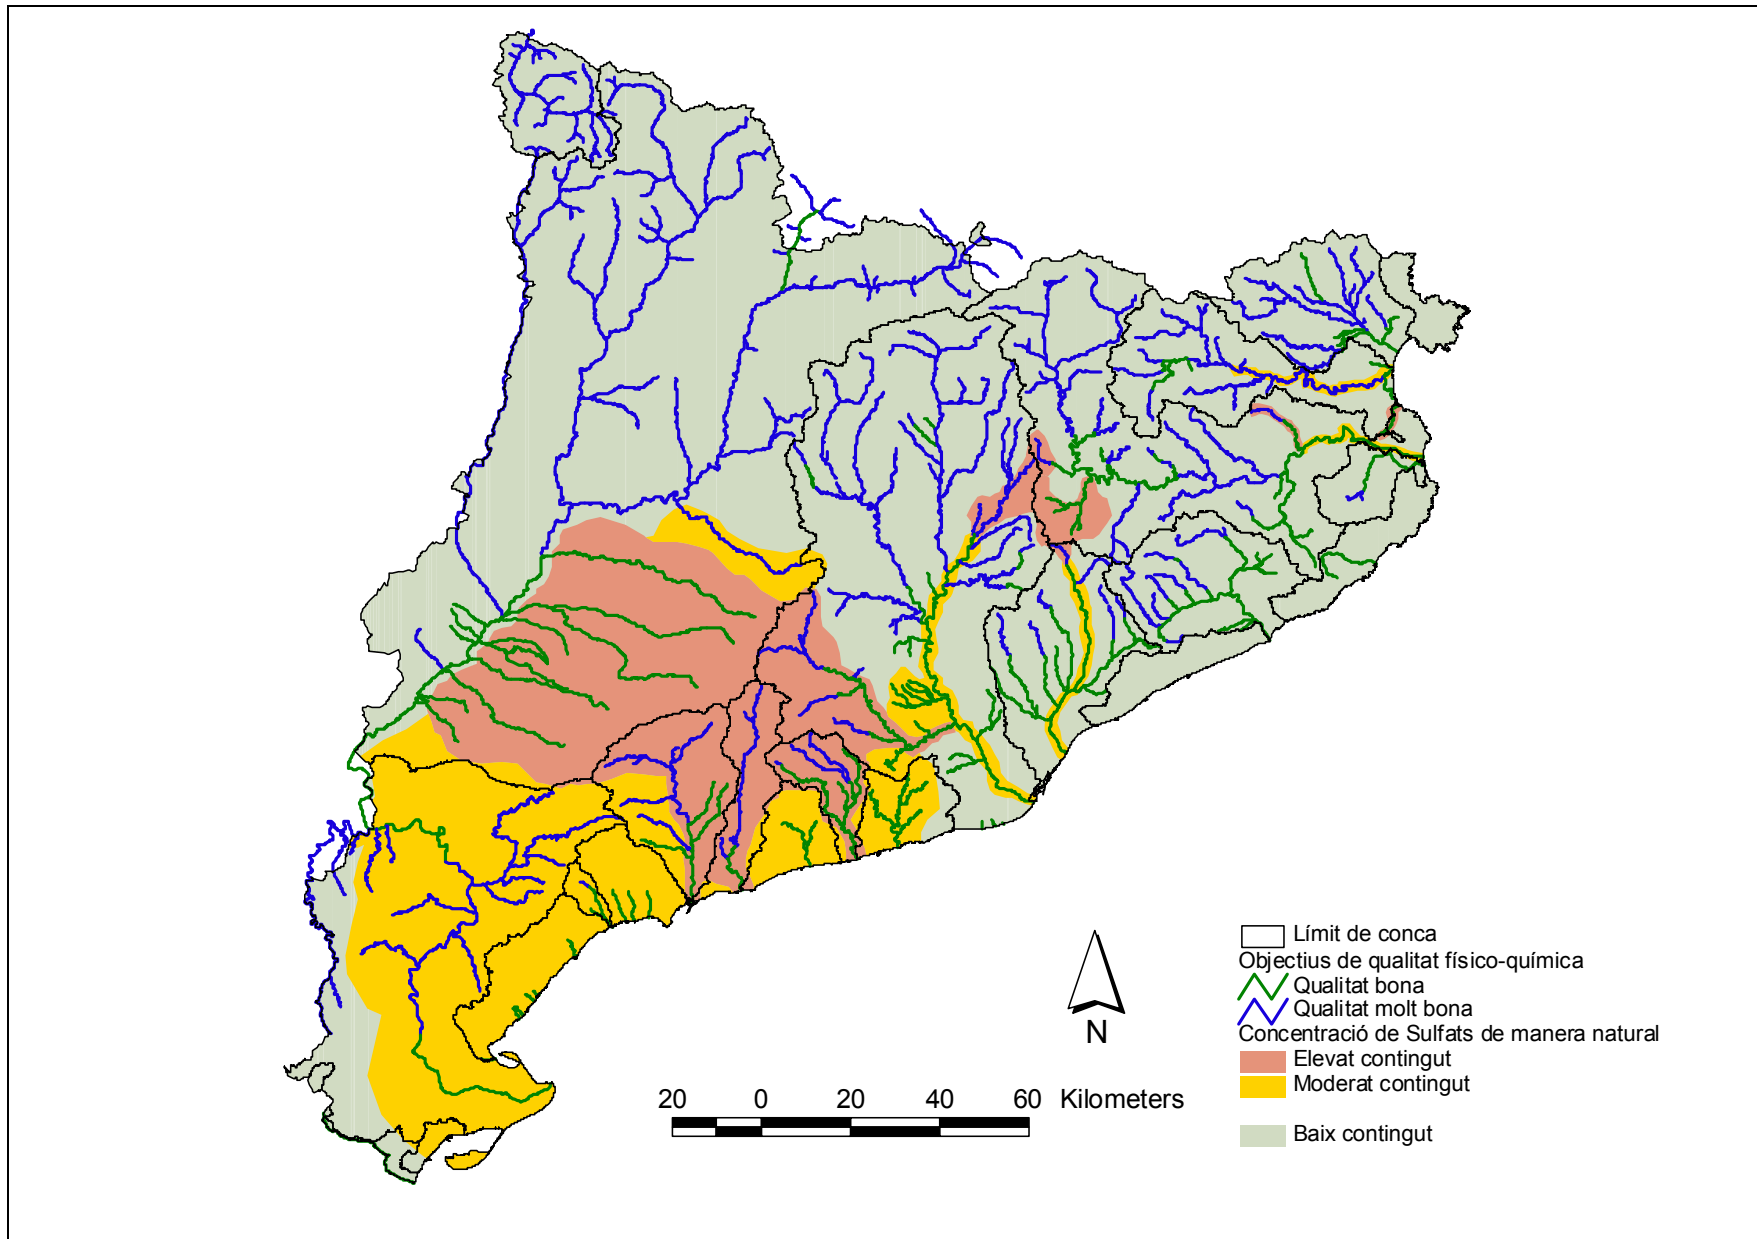 Límit de conca
Objectius de qualitat físico-química
Qualitat bona
Qualitat molt bona
N
Concentració de Sulfats de manera natural
Elevat contingut
Moderat contingut
20 0 20 40 60 Kilometers
Baix contingut